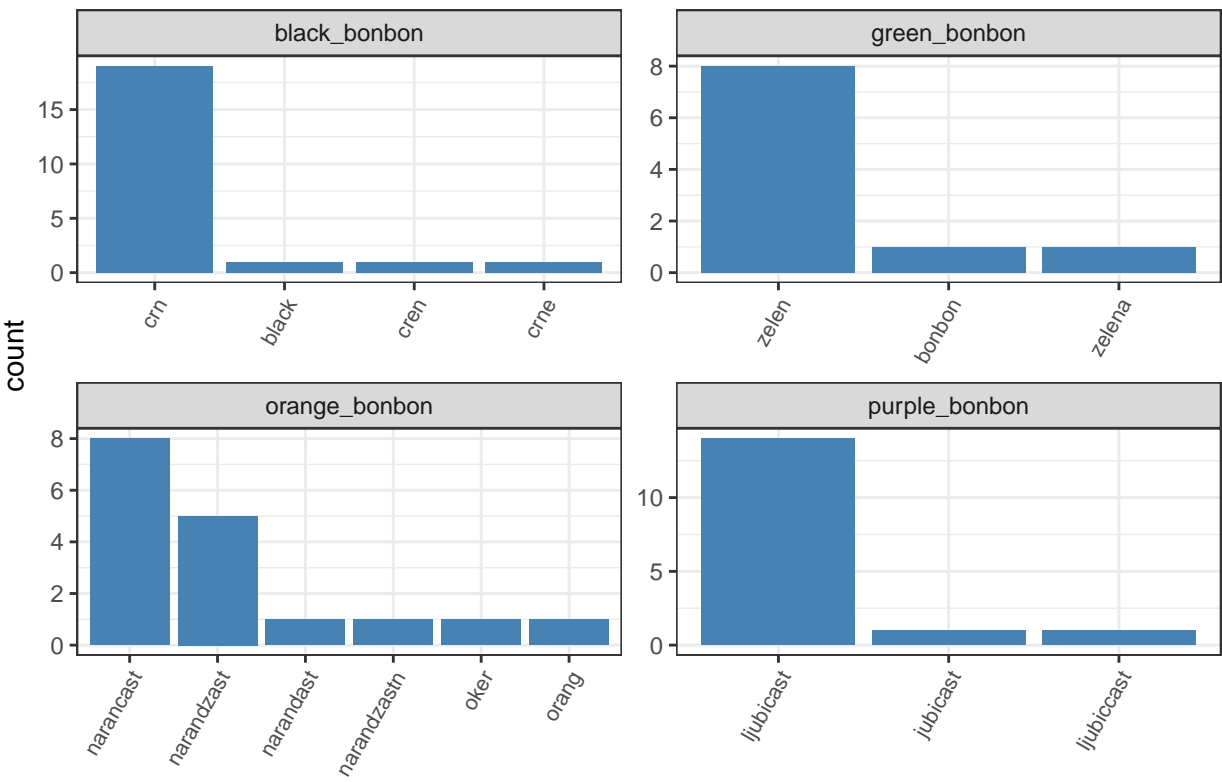 black_bonbon
green_bonbon
15
10
5
0
crn
black
cren
crne
8
6
4
2
0
zelen
bonbon
zelena
count
orange_bonbon
purple_bonbon
8
6
4
2
0
narancast
narandzast
narandast
narandzastn
oker
orang
10
5
0
ljubicast
jubicast
ljubiccast